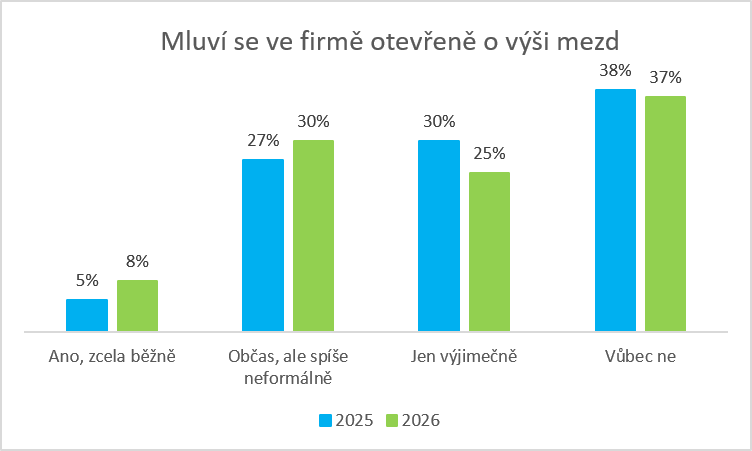 Mluví se ve firmě otevřeně o výši mezd
5%
8%
27%
30%
30%
25%
38%
37%
Ano, zcela běžně
Občas, ale spíše
neformálně
Jen výjimečně
Vůbec ne
2025
2026